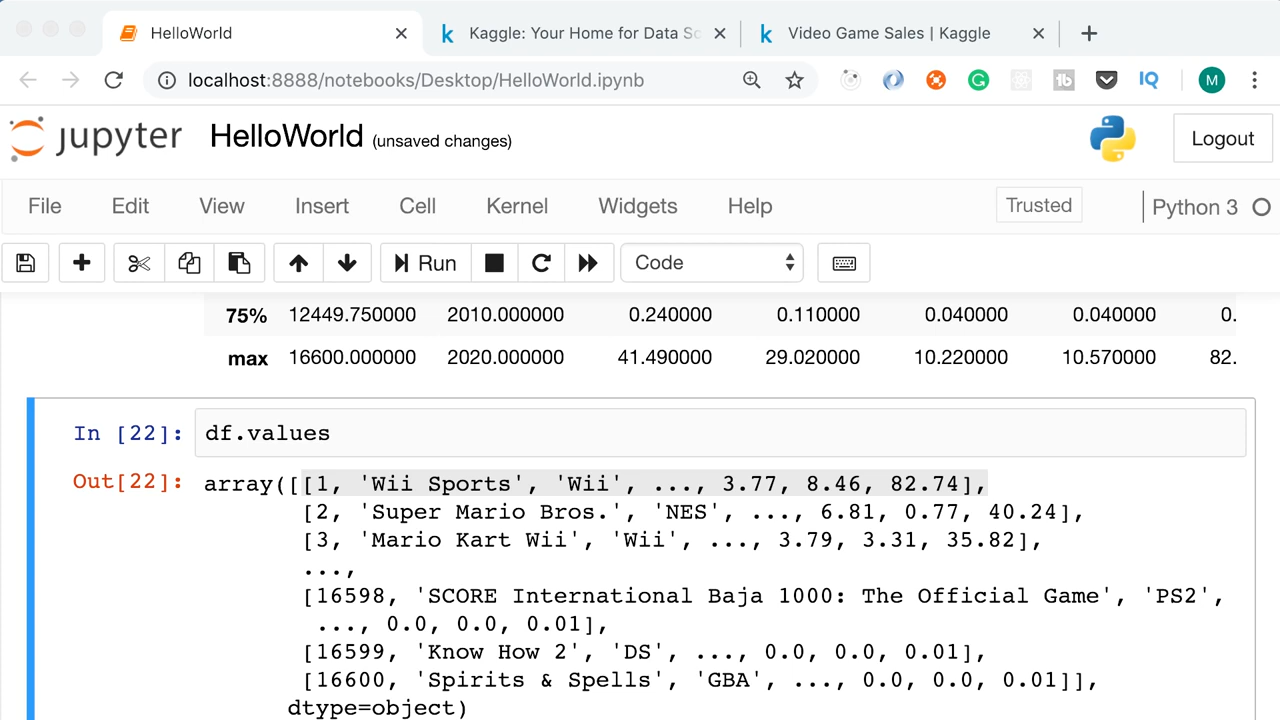 HelloWorld
Kaggle: Your Home for Data Sc
Video Game Sales | Kaggle
localhost:8888/notebooks/Desktop/HelloWorld.ipynb
IQ
M
jupyter HelloWorld (unsaved changes)
Logout
File Edit View Insert Cell Kernel Widgets Help Trusted Python 3
Run Code
75% 12449.750000 2010.000000 0.240000 0.110000 0.040000 0.040000 0.
max 16600.000000 2020.000000 41.490000 29.020000 10.220000 10.570000 82.
In [22]: df.values
Out[22]: array([[1, 'Wii Sports', 'Wii', ..., 3.77, 8.46, 82.74],
[2, 'Super Mario Bros.', 'NES', ..., 6.81, 0.77, 40.24],
[3, 'Mario Kart Wii', 'Wii', ..., 3.79, 3.31, 35.82],
...,
[16598, 'SCORE International Baja 1000: The Official Game', 'PS2',
..., 0.0, 0.0, 0.01],
[16599, 'Know How 2', 'DS', ..., 0.0, 0.0, 0.01],
[16600, 'Spirits & Spells', 'GBA', ..., 0.0, 0.0, 0.01]],
dtype=object)